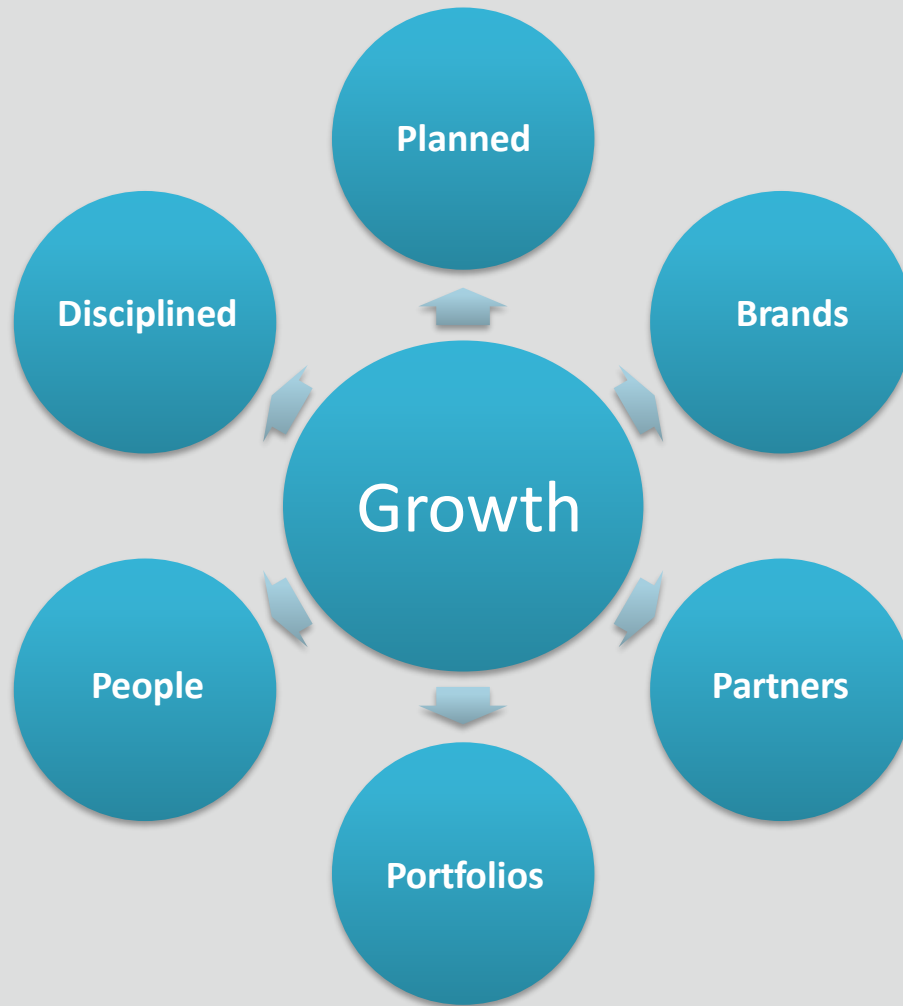 Planned
Disciplined
Brands
Growth
People
Partners
Portfolios